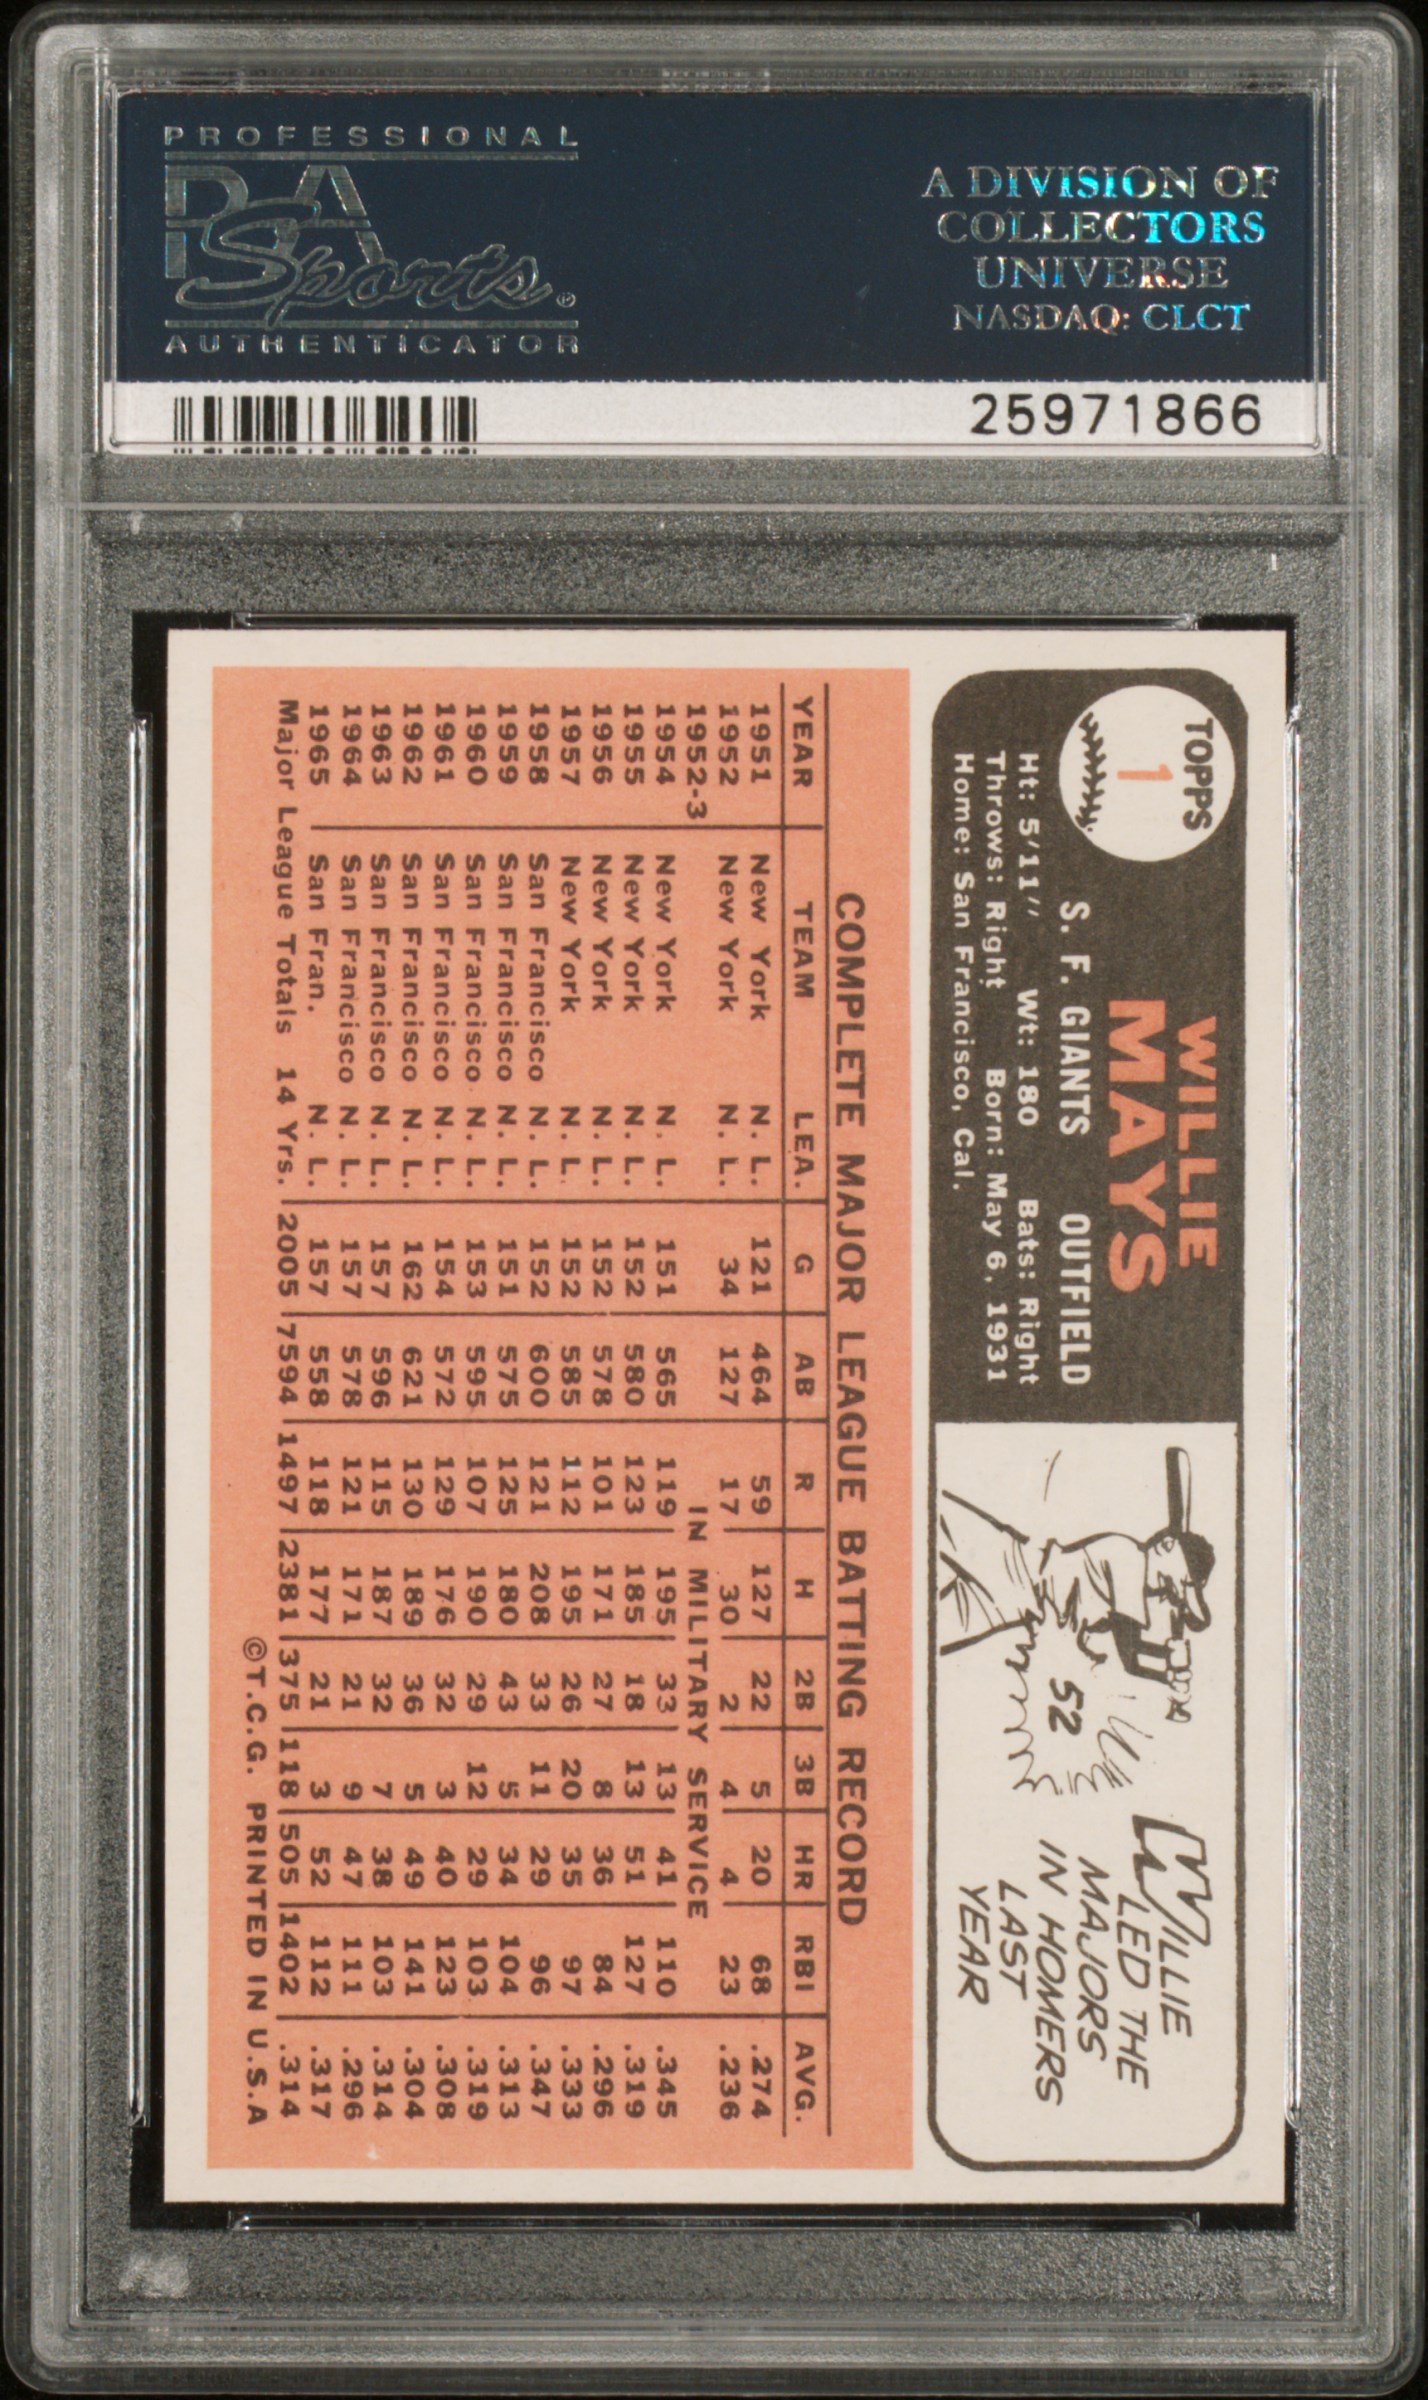 PROFESSIONAL
PSA
Sports®
AUTHENTICATOR
A DIVISION OF
COLLECTORS
UNIVERSE
NASDAQ: CLCT
25971866
TOPPS
1
WILLIE
MAYS
S. F. GIANTS OUTFIELD
Ht: 5'11" Wt: 180 Bats: Right
Throws: Right Born: May 6, 1931
Home: San Francisco, Cal.
52
WILLIE
LED THE
MAJORS
IN HOMERS
LAST
YEAR
COMPLETE MAJOR LEAGUE BATTING RECORD
YEAR TEAM LEA. G AB R H 2B 3B HR RBI AVG.
1951 New York N. L. 121 464 59 127 22 5 20 68 .274
1952 New York N. L. 34 127 17 30 2 4 4 23 .236
1952-3 IN MILITARY SERVICE
1954 New York N. L. 151 565 119 195 33 13 41 110 .345
1955 New York N. L. 152 580 123 185 18 13 51 127 .319
1956 New York N. L. 152 578 101 171 27 8 36 84 .296
1957 New York N. L. 152 585 112 195 26 20 35 97 .333
1958 San Francisco N. L. 152 600 121 208 33 11 29 96 .347
1959 San Francisco N. L. 151 575 125 180 43 5 34 104 .313
1960 San Francisco N. L. 153 595 107 190 29 12 29 103 .319
1961 San Francisco N. L. 154 572 129 176 32 3 40 123 .308
1962 San Francisco N. L. 162 621 130 189 36 5 49 141 .304
1963 San Francisco N. L. 157 596 115 187 32 7 38 103 .314
1964 San Francisco N. L. 157 578 121 171 21 9 47 111 .296
1965 San Fran. N. L. 157 558 118 177 21 3 52 112 .317
Major League Totals 14 Yrs. 2005 7594 1497 2381 375 118 505 1402 .314
©T.C.G. PRINTED IN U.S.A